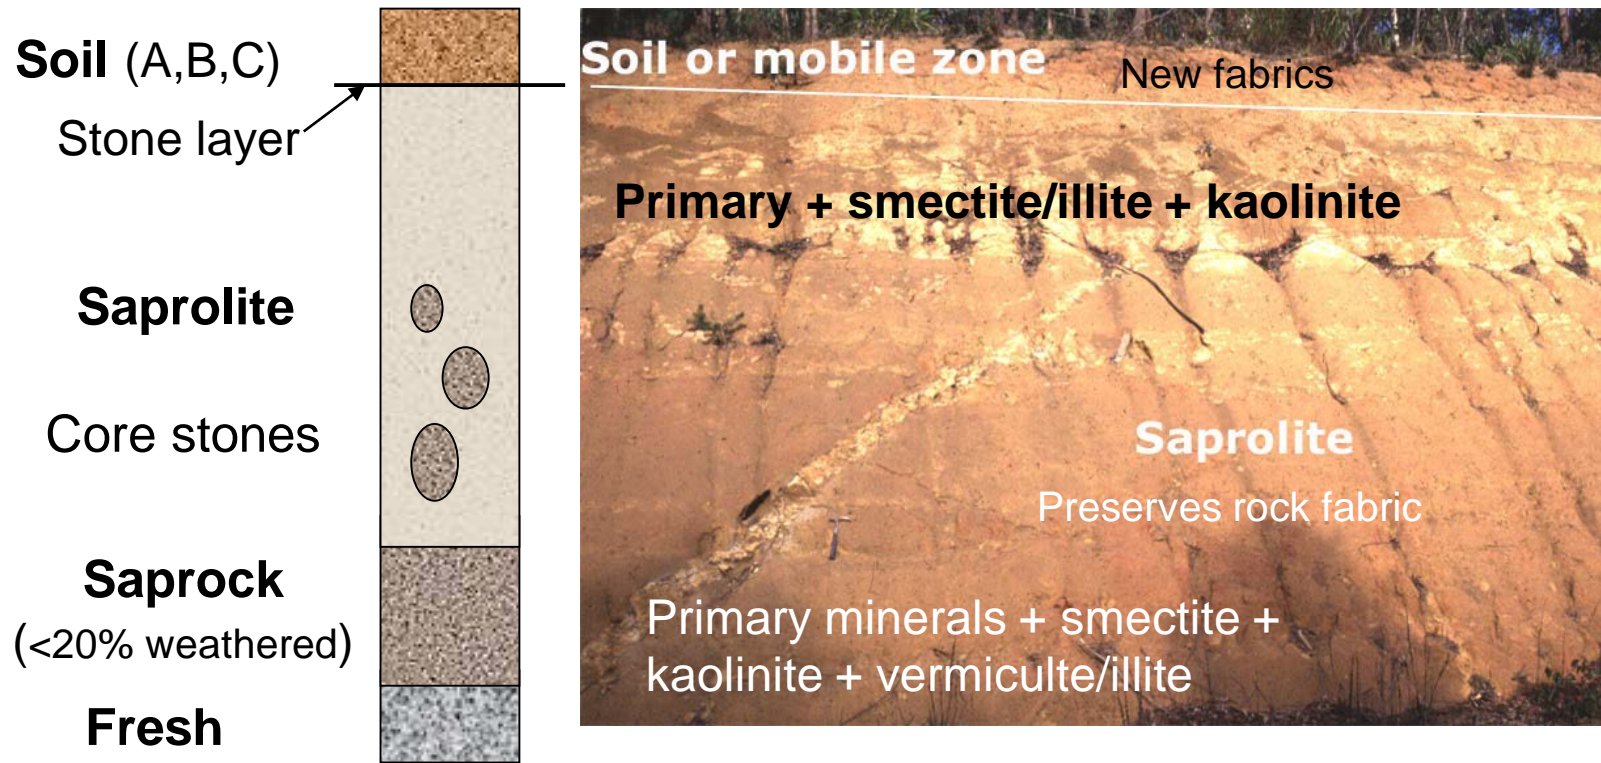 Soil (A,B,C)
Stone layer
Saprolite
Core stones
Saprock
(<20% weathered)
Fresh
Soil or mobile zone
New fabrics
Primary + smectite/illite + kaolinite
Saprolite
Preserves rock fabric
Primary minerals + smectite +
kaolinite + vermiculte/illite